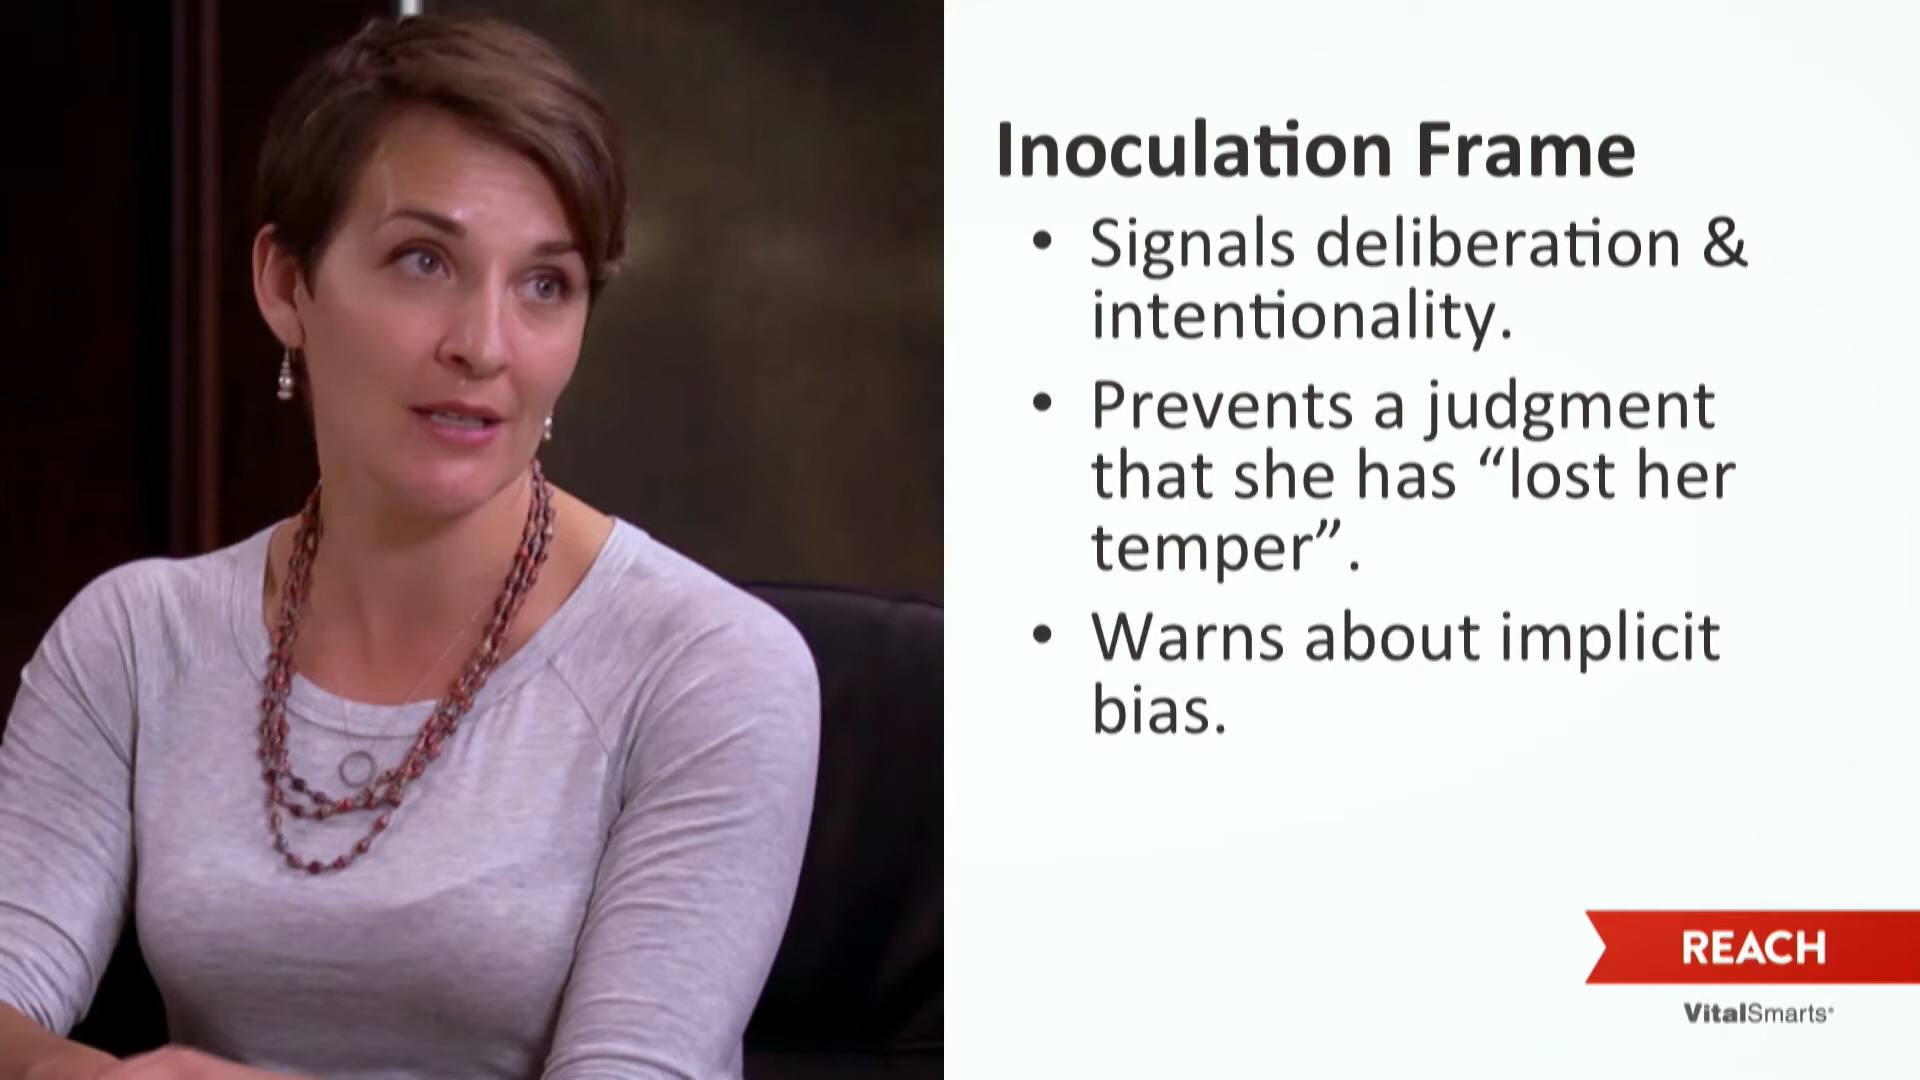 Inoculation Frame
• Signals deliberation &
intentionality.
• Prevents a judgment
that she has “lost her
temper”.
• Warns about implicit
bias.
REACH
VitalSmarts®